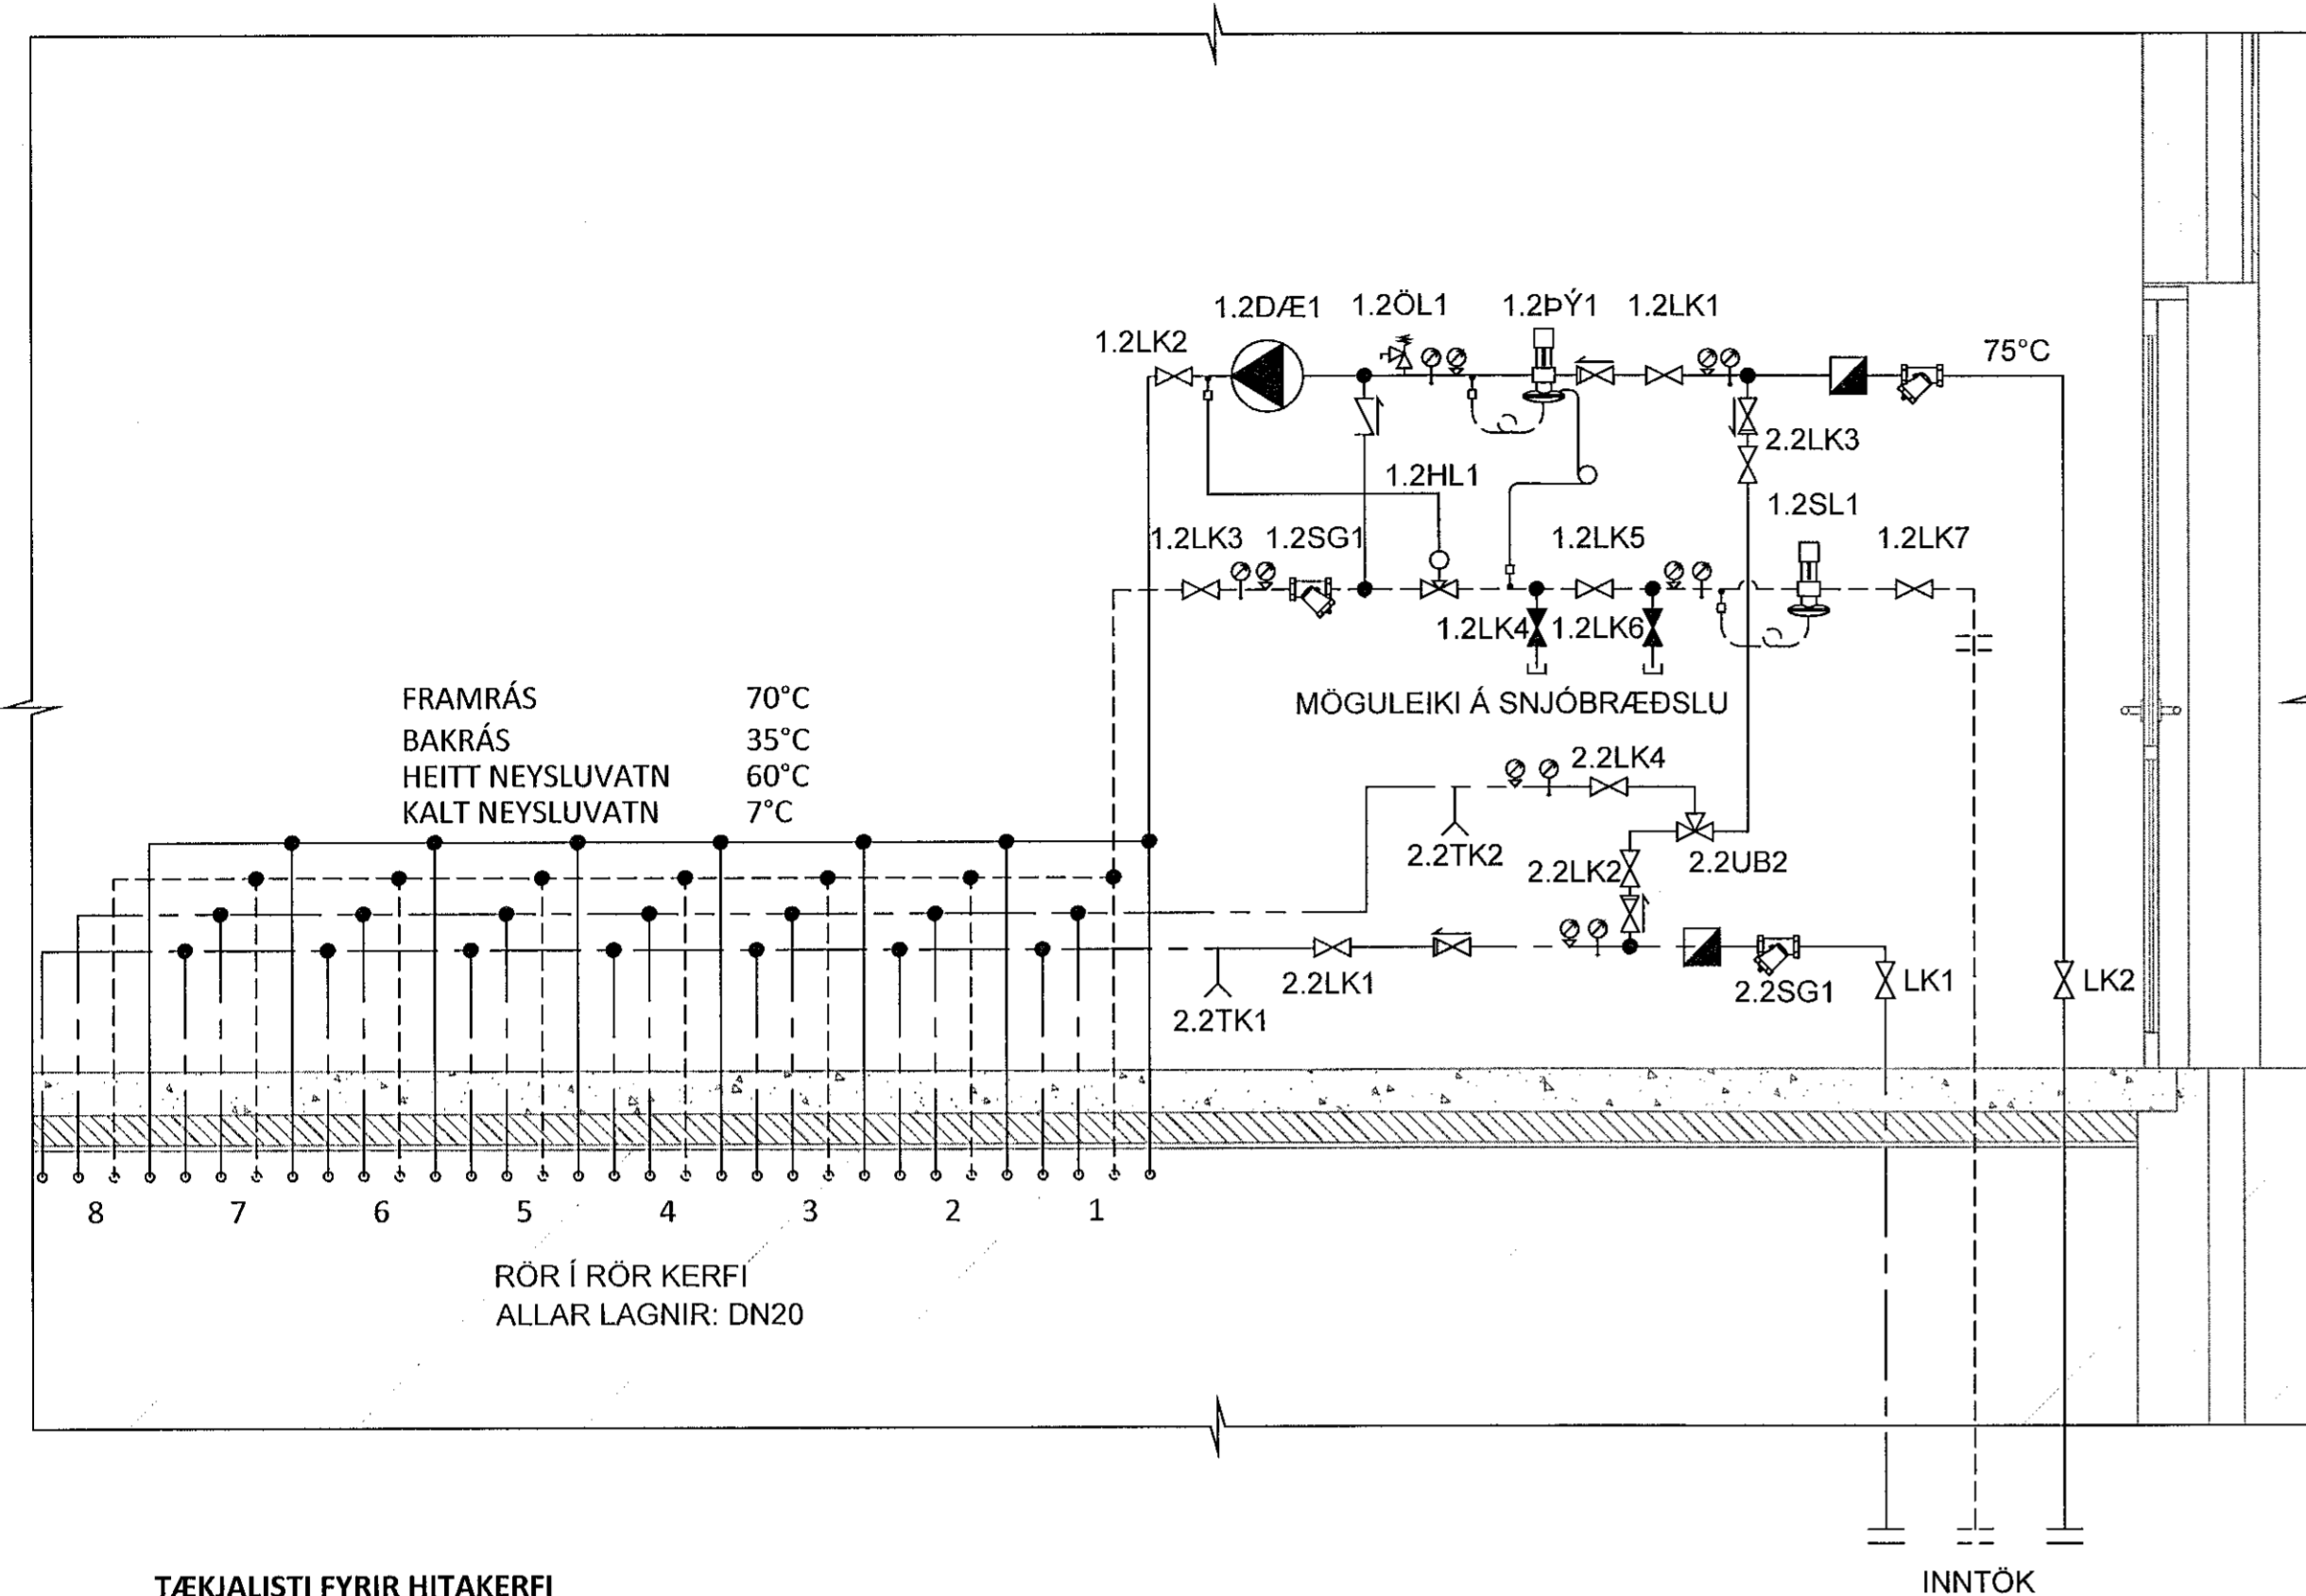 1.2DÆ1 1.2ÖL1 1.2ÞÝ1 1.2LK1
1.2LK2 75°C
2.2LK3
1.2HL1
1.2SL1
1.2LK3 1.2SG1 1.2LK5 1.2LK7
1.2LK4 1.2LK6
MÖGULEIKI Á SNJÓBRÆÐSLU
FRAMRÁS 70°C
BAKRÁS 35°C
HEITT NEYSLUVATN 60°C
KALT NEYSLUVATN 7°C
2.2LK4
2.2TK2 2.2UB2
2.2LK2
2.2LK1 2.2SG1 LK1 LK2
2.2TK1
8 7 6 5 4 3 2 1
RÖR Í RÖR KERFI
ALLAR LAGNIR: DN20
TÆKJALISTI FYRIR HITAKERFI
INNTÖK